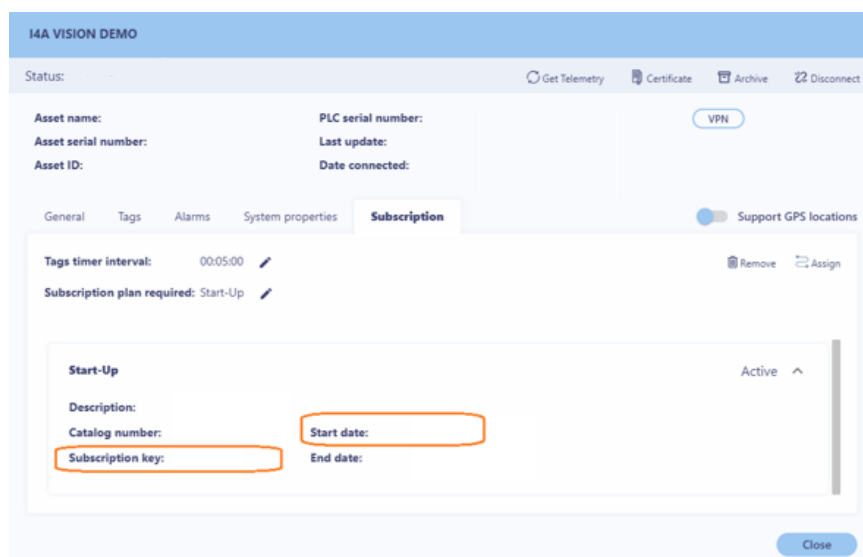 I4A VISION DEMO
Status:
Get Telemetry Certificate Archive Disconnect
Asset name: PLC serial number: VPN
Asset serial number: Last update:
Asset ID: Date connected:
General Tags Alarms System properties Subscription Support GPS locations
Tags timer interval: 00:05:00 Remove Assign
Subscription plan required: Start-Up
Start-Up Active
Description:
Catalog number: Start date:
Subscription key: End date:
Close